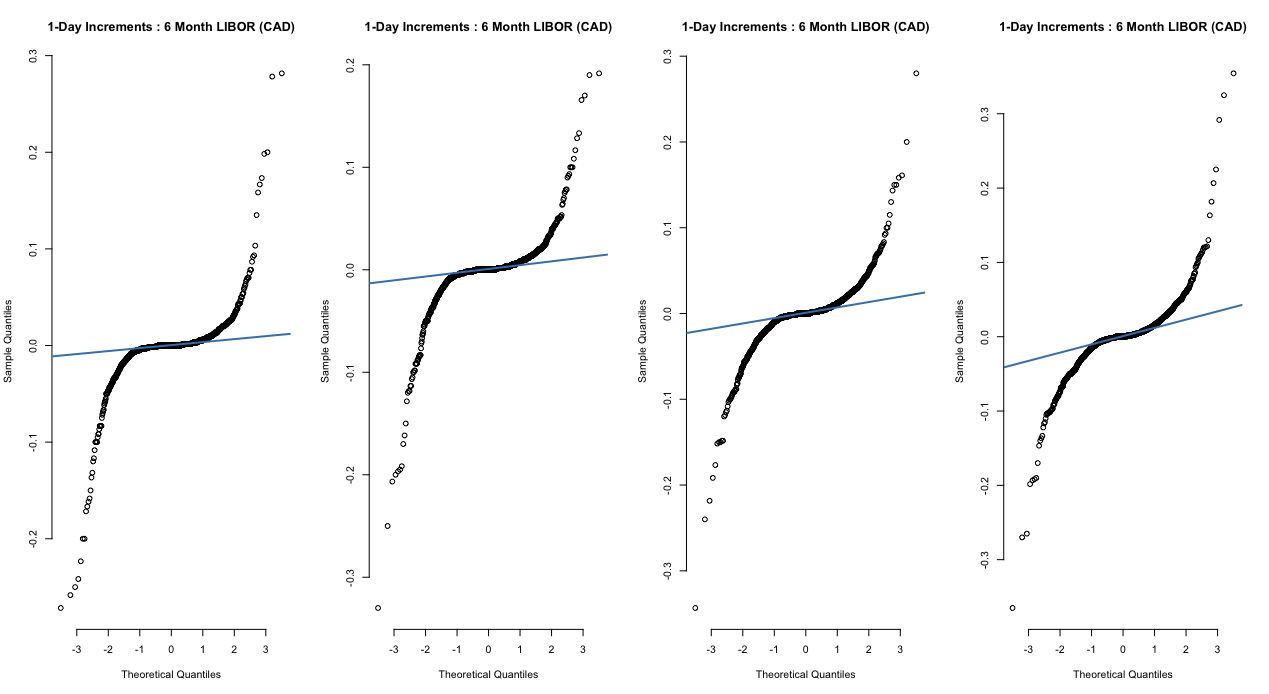 1-Day Increments : 6 Month LIBOR (CAD)
Sample Quantiles
0.3
0.2
0.1
0.0
-0.1
-0.2
-3 -2 -1 0 1 2 3
Theoretical Quantiles
1-Day Increments : 6 Month LIBOR (CAD)
Sample Quantiles
0.2
0.1
0.0
-0.1
-0.2
-0.3
-3 -2 -1 0 1 2 3
Theoretical Quantiles
1-Day Increments : 6 Month LIBOR (CAD)
Sample Quantiles
0.3
0.2
0.1
0.0
-0.1
-0.2
-0.3
-3 -2 -1 0 1 2 3
Theoretical Quantiles
1-Day Increments : 6 Month LIBOR (CAD)
Sample Quantiles
0.3
0.2
0.1
0.0
-0.1
-0.2
-0.3
-3 -2 -1 0 1 2 3
Theoretical Quantiles